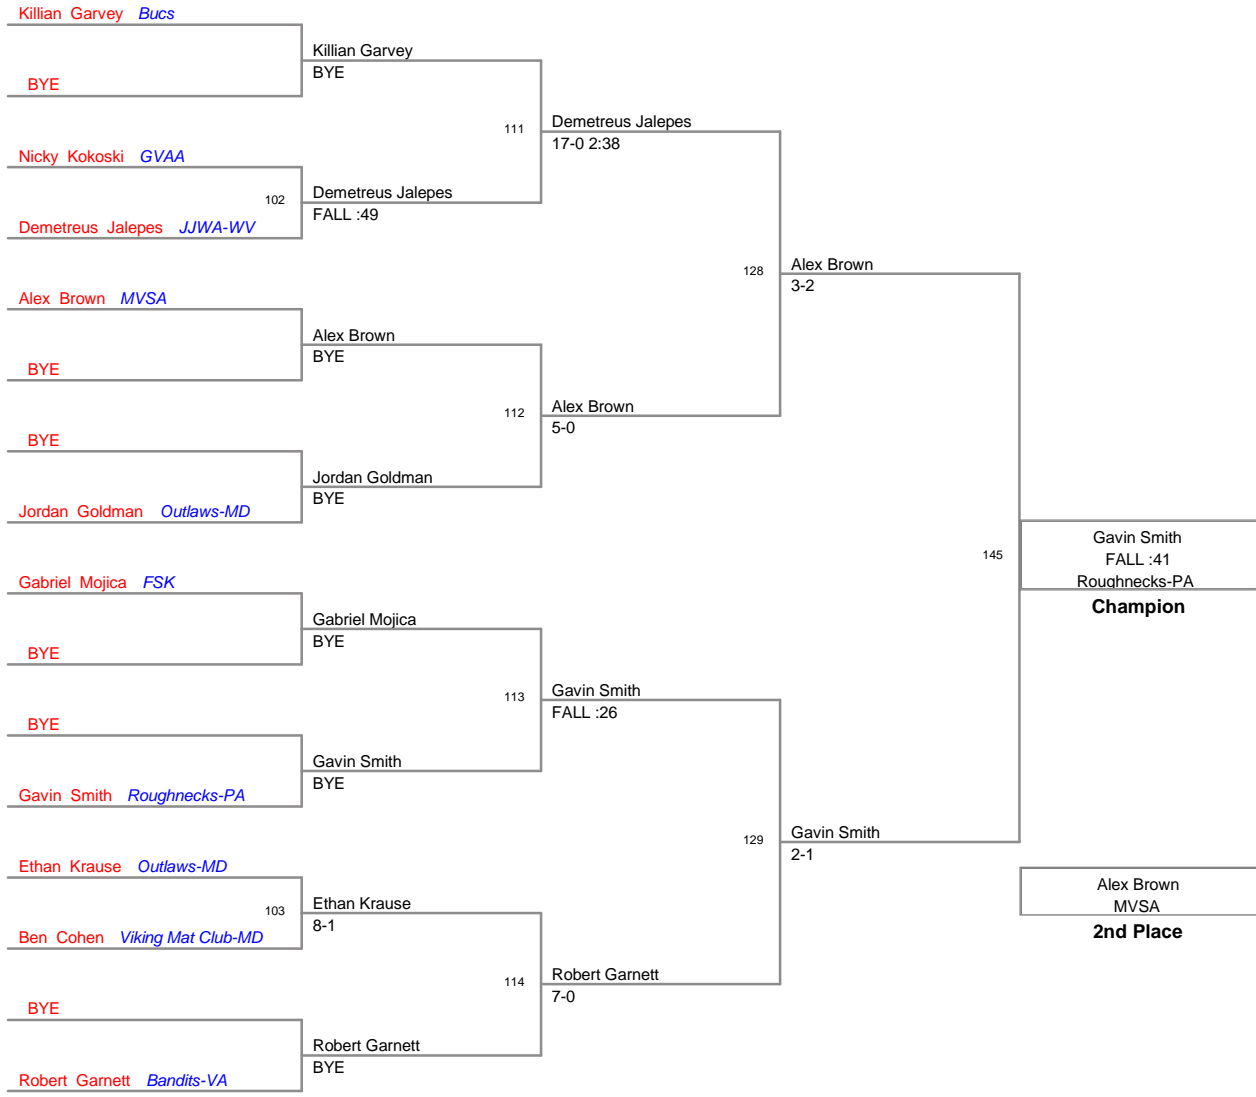 Killian Garvey Bucs
BYE
Killian Garvey
BYE
Nicky Kokoski GVAA
102
Demetreus Jalepes JJWA-WV
Demetreus Jalepes
FALL :49
111
Demetreus Jalepes
17-0 2:38
Alex Brown MVSA
BYE
Alex Brown
BYE
BYE
Jordan Goldman Outlaws-MD
Jordan Goldman
BYE
112
Alex Brown
5-0
128
Alex Brown
3-2
Gabriel Mojica FSK
BYE
Gabriel Mojica
BYE
BYE
Gavin Smith Roughnecks-PA
Gavin Smith
BYE
113
Gavin Smith
FALL :26
Ethan Krause Outlaws-MD
103
Ben Cohen Viking Mat Club-MD
Ethan Krause
8-1
BYE
Robert Garnett Bandits-VA
Robert Garnett
BYE
114
Robert Garnett
7-0
129
Gavin Smith
2-1
145
Gavin Smith
FALL :41
Roughnecks-PA
Champion
Alex Brown
MVSA
2nd Place